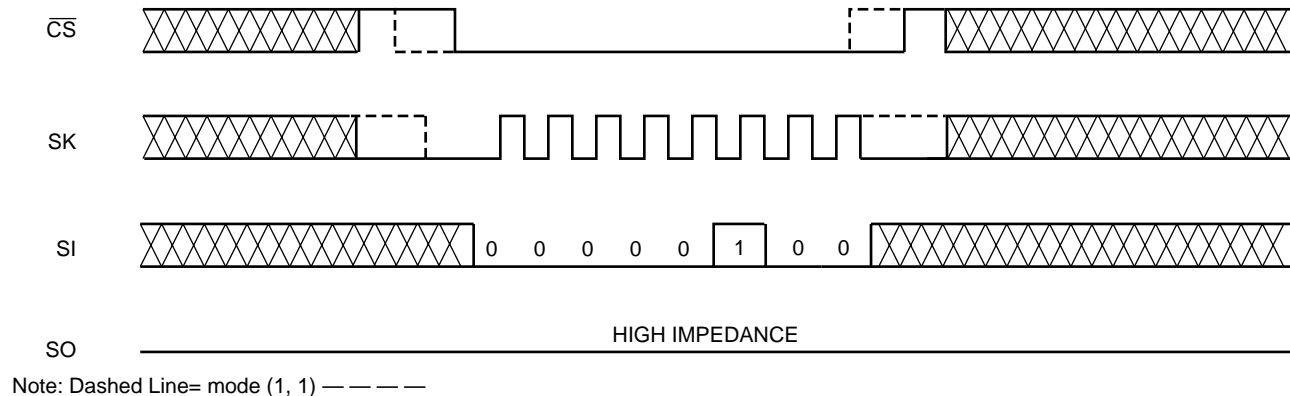 C̅S̅
SK
SI
0 0 0 0 0 1 0 0
SO
HIGH IMPEDANCE
Note: Dashed Line= mode (1, 1) — — — —